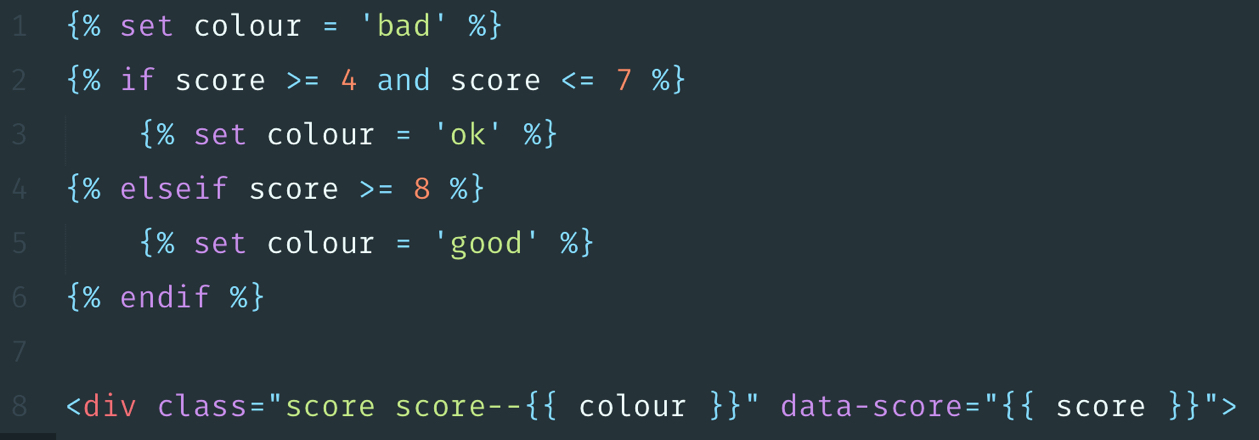 1 {% set colour = 'bad' %}
2 {% if score >= 4 and score <= 7 %}
3     {% set colour = 'ok' %}
4 {% elseif score >= 8 %}
5     {% set colour = 'good' %}
6 {% endif %}
7
8 <div class="score score--{{ colour }}" data-score="{{ score }}">